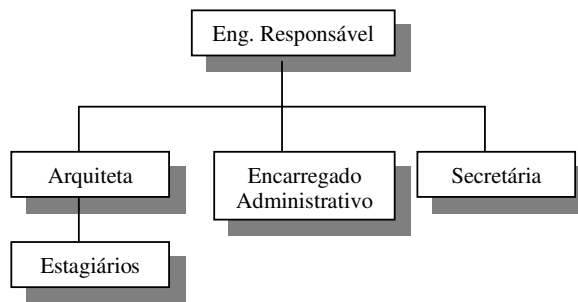 Eng. Responsável
Arquiteta
Encarregado
Administrativo
Secretária
Estagiários